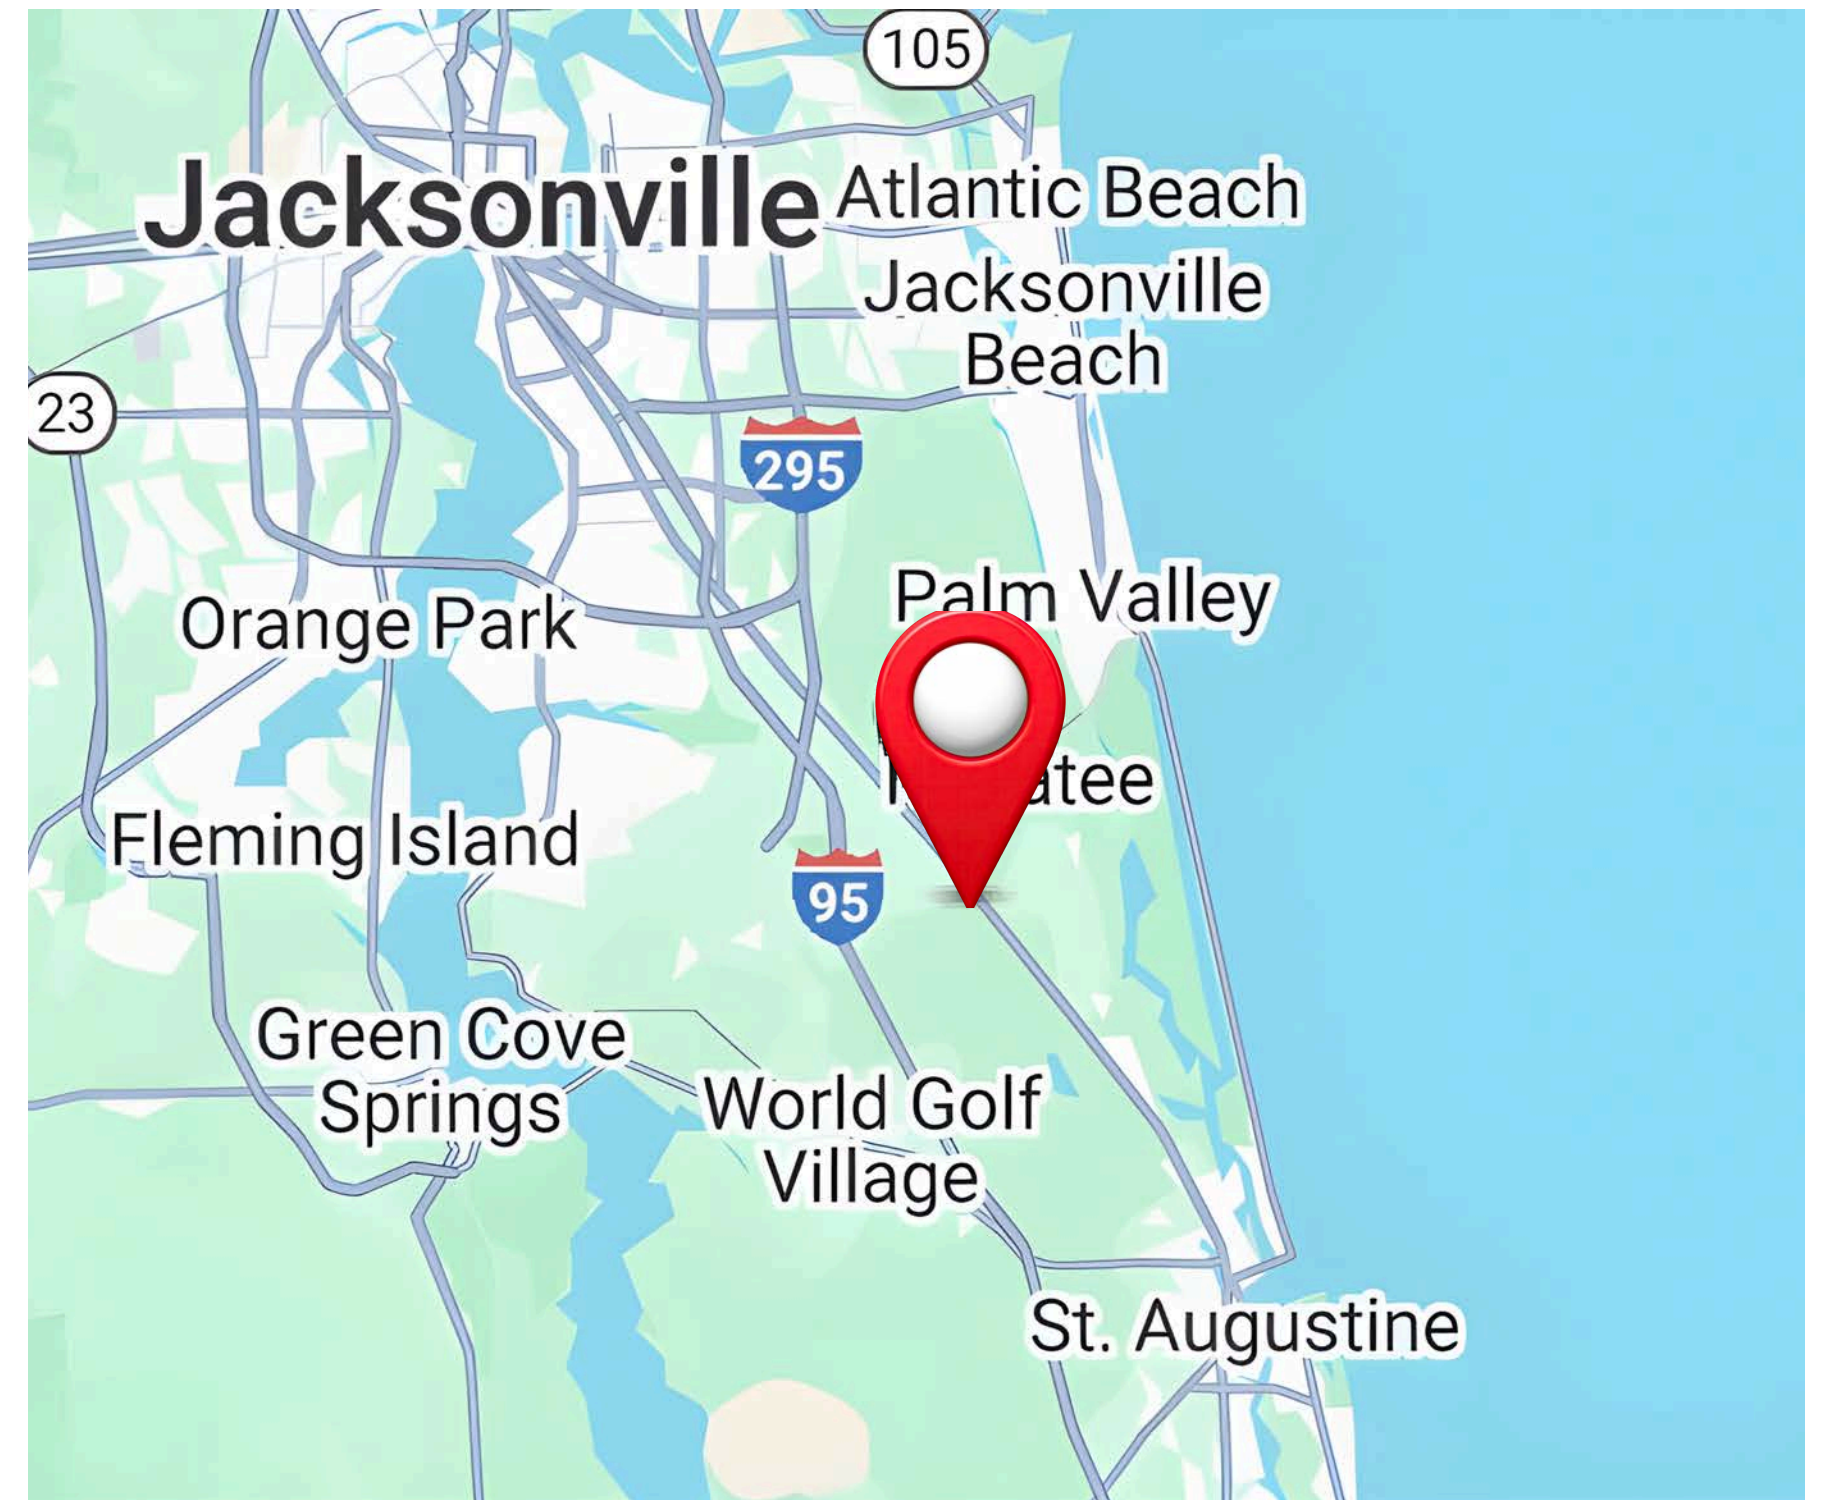 105
Jacksonville
Atlantic Beach
Jacksonville
Beach
23
295
Palm Valley
Orange Park
Fleming Island
95
Green Cove
Springs
World Golf
Village
St. Augustine